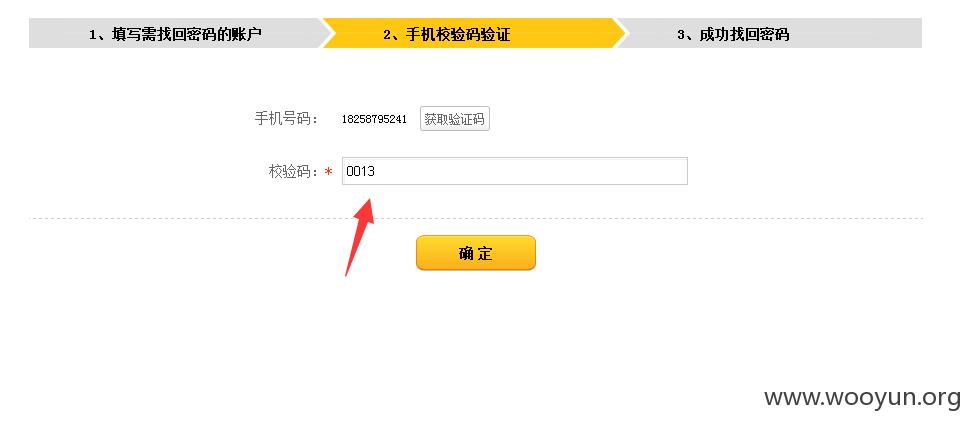 1、填写需找回密码的账户 2、手机校验码验证 3、成功找回密码
手机号码： 18258795241 获取验证码
校验码：* 0013
确 定
www.wooyun.org